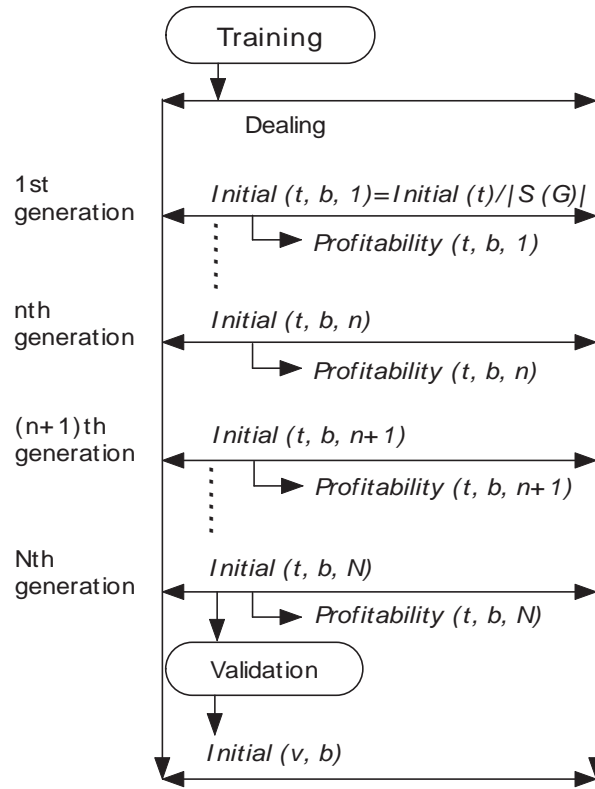 Training
Dealing
1st
generation
Initial (t, b, 1)=Initial (t)/|S (G)|
Profitability (t, b, 1)
nth
generation
Initial (t, b, n)
Profitability (t, b, n)
(n+1)th
generation
Initial (t, b, n+1)
Profitability (t, b, n+1)
Nth
generation
Initial (t, b, N)
Profitability (t, b, N)
Validation
Initial (v, b)